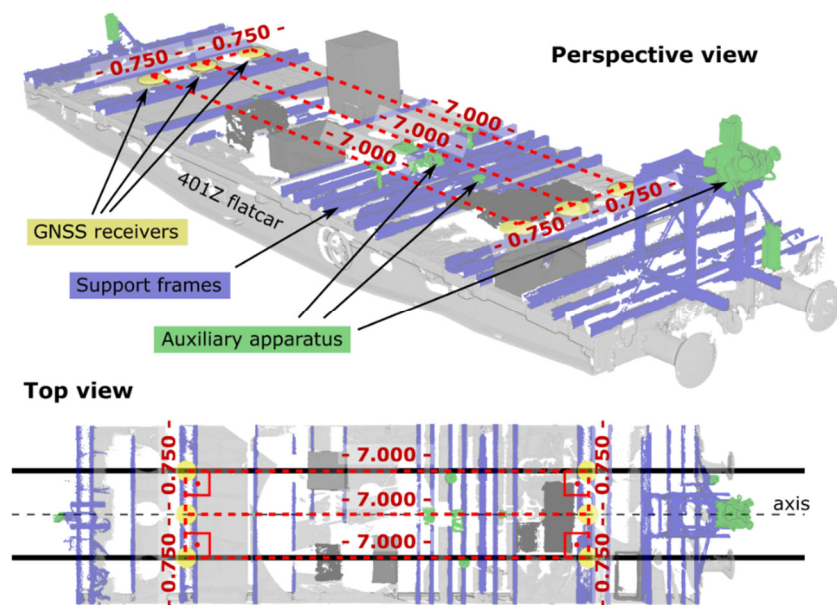 Perspective view
- 0.750 - - 0.750 -
- 7.000 -
- 7.000 -
- 7.000 -
- 0.750 - - 0.750 -
401Z flatcar
GNSS receivers
Support frames
Auxiliary apparatus
Top view
- 0.750 -
- 0.750 -
- 7.000 -
- 7.000 -
- 7.000 -
- 0.750 -
- 0.750 -
axis